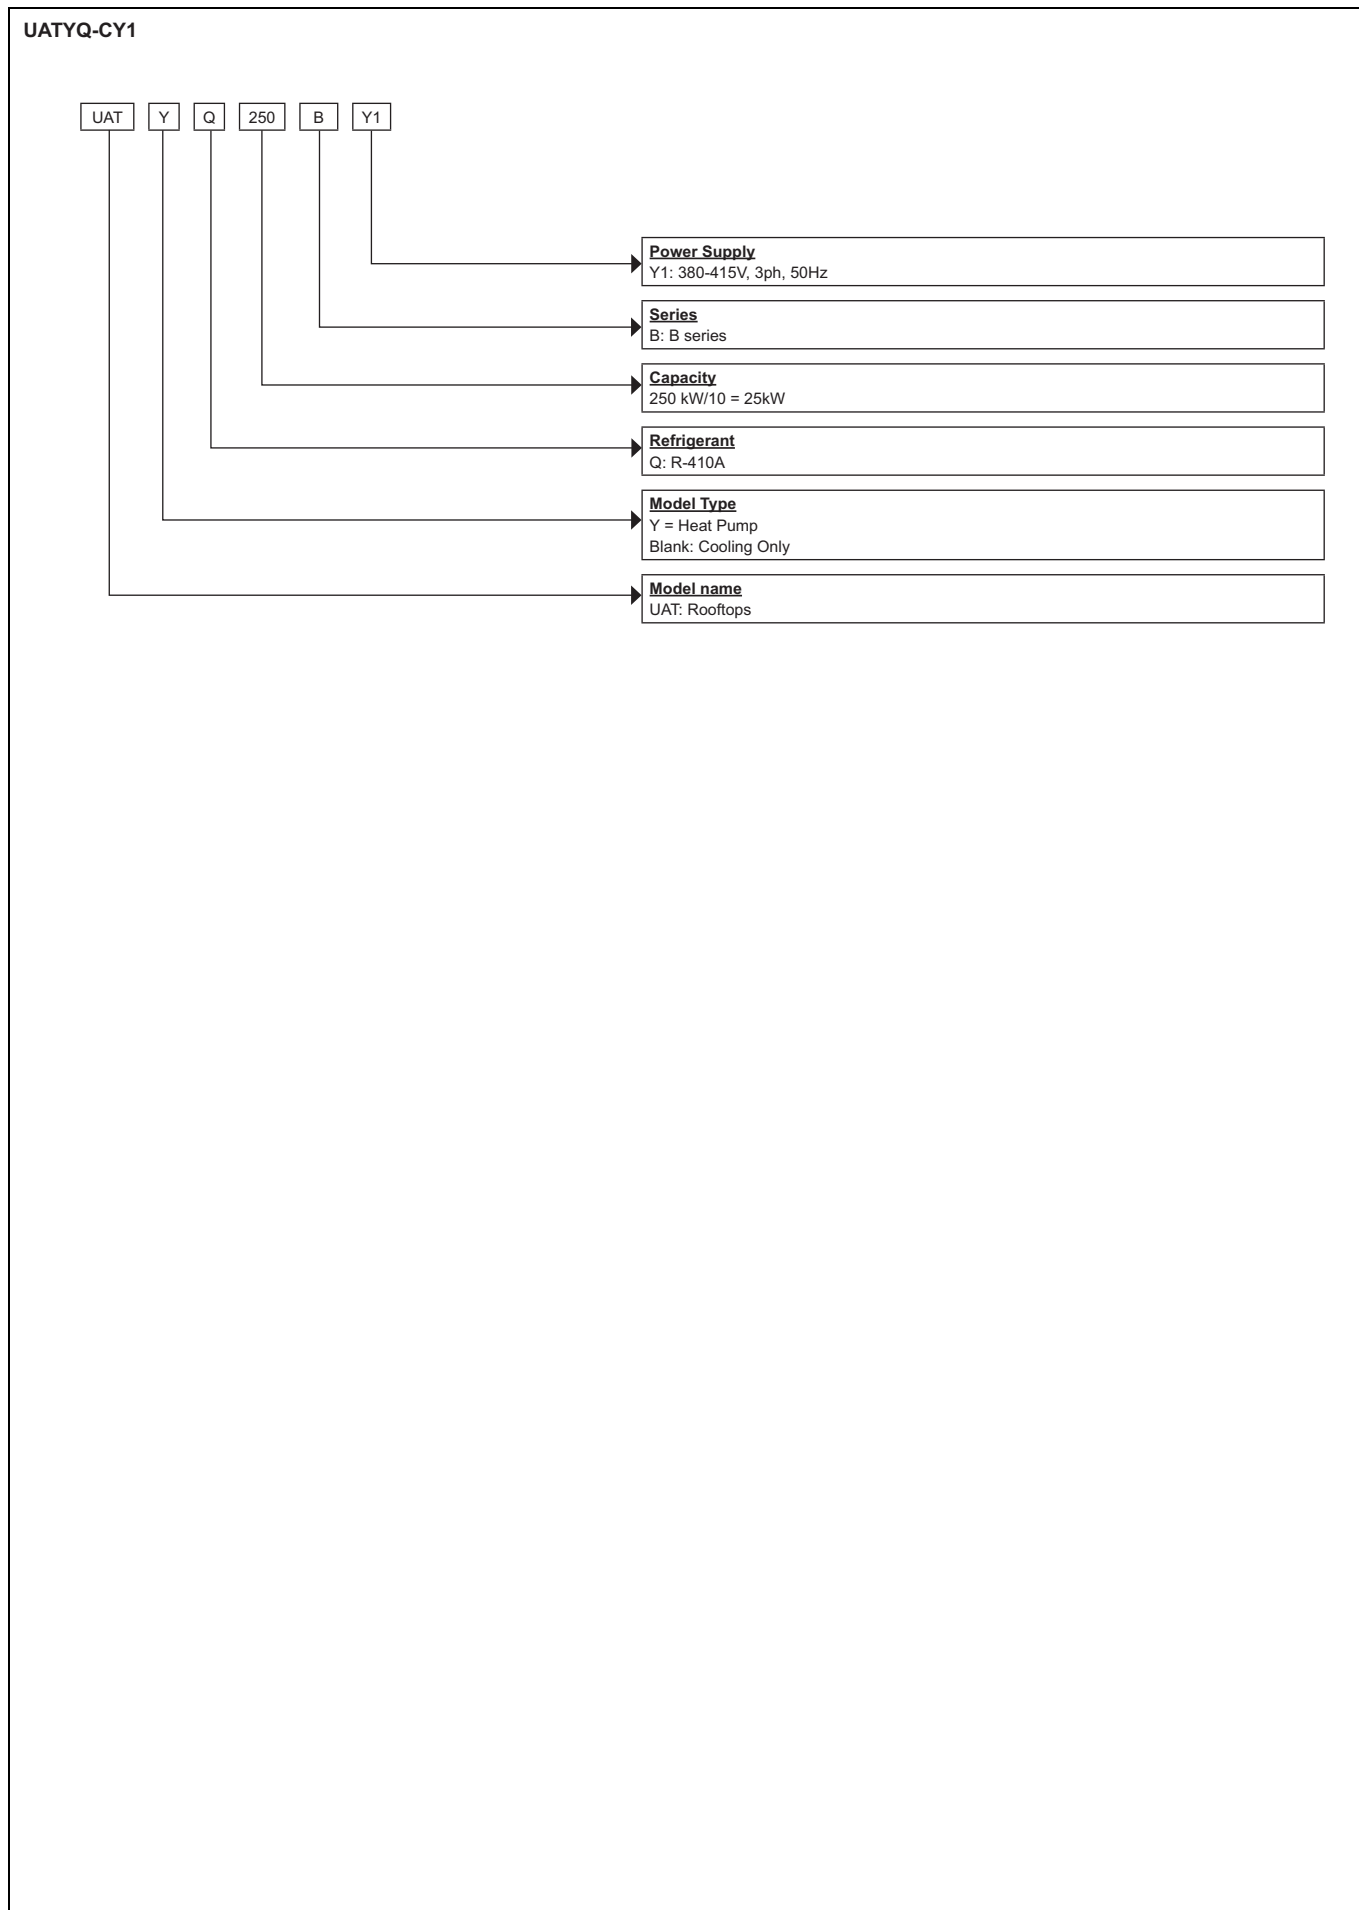 UATYQ-CY1
UAT Y Q 250 B Y1
Power Supply
Y1: 380-415V, 3ph, 50Hz
Series
B: B series
Capacity
250 kW/10 = 25kW
Refrigerant
Q: R-410A
Model Type
Y = Heat Pump
Blank: Cooling Only
Model name
UAT: Rooftops